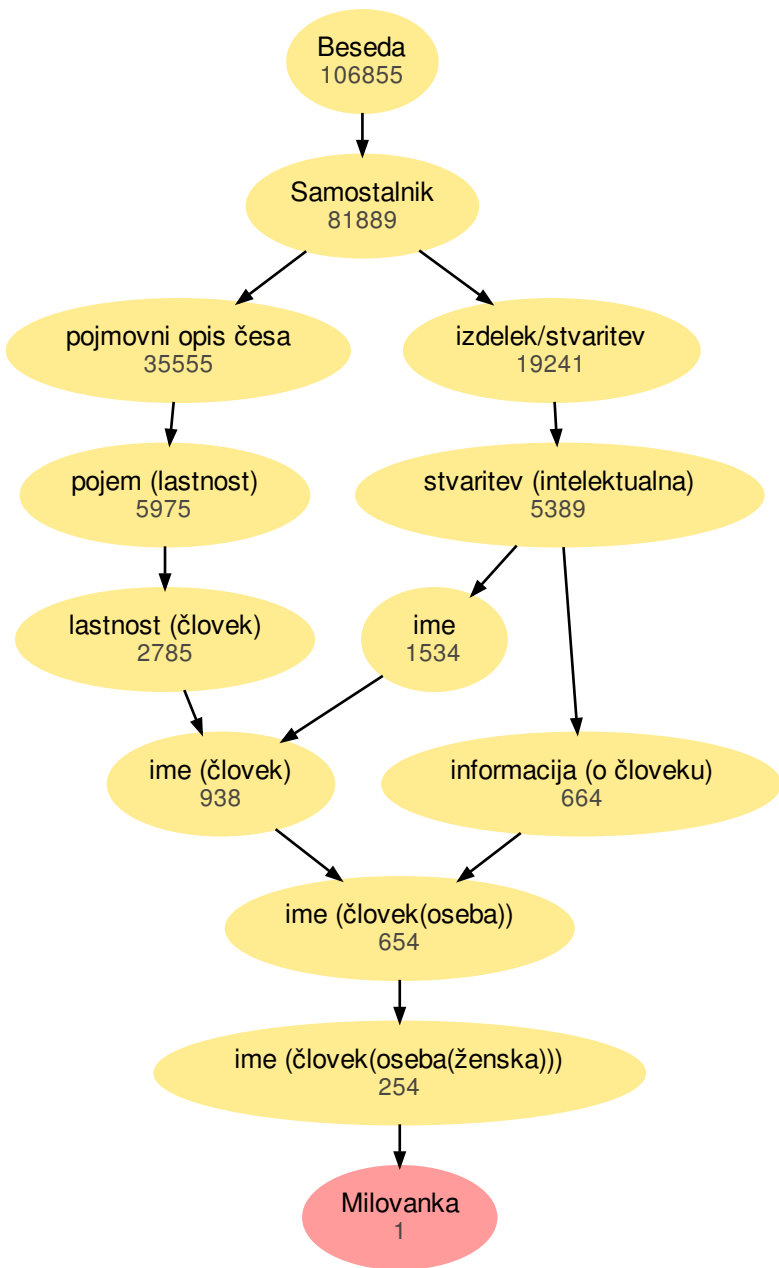 Beseda
106855
Samostalnik
81889
pojmovni opis česa
35555
izdelek/stvaritev
19241
pojem (lastnost)
5975
stvaritev (intelektualna)
5389
lastnost (človek)
2785
ime
1534
ime (človek)
938
informacija (o človeku)
664
ime (človek(oseba))
654
ime (človek(oseba(ženska)))
254
Milovanka
1